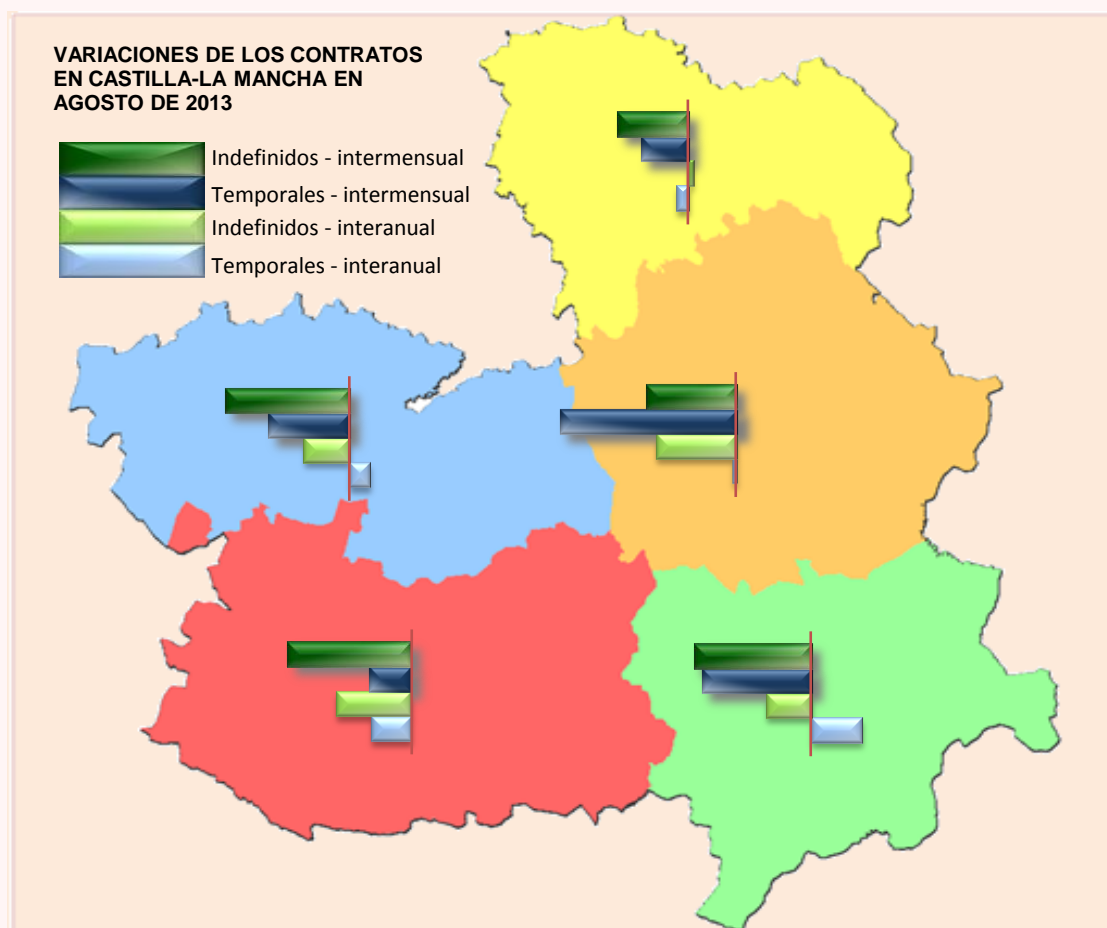 VARIACIONES DE LOS CONTRATOS
EN CASTILLA-LA MANCHA EN
AGOSTO DE 2013
Indefinidos - intermensual
Temporales - intermensual
Indefinidos - interanual
Temporales - interanual